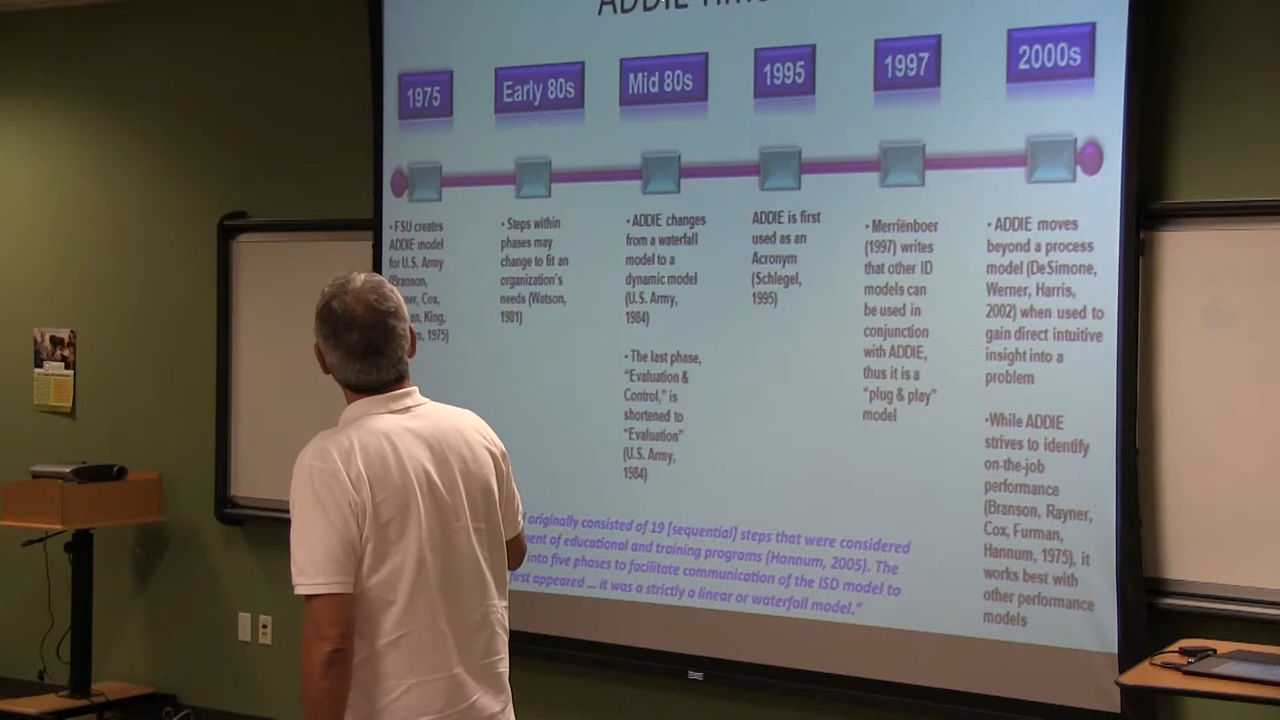 ADDIE
1975
Early 80s
Mid 80s
1995
1997
2000s
• FSU creates
ADDIE model
for U.S. Army
(Branson,
Cox,
King,
1975)
• Steps within
phases may
change to fit an
organization's
needs (Watson,
1981)
• ADDIE changes
from a waterfall
model to a
dynamic model
(U.S. Army,
1984)
• The last phase,
"Evaluation &
Control," is
shortened to
"Evaluation"
(U.S. Army,
1984)
ADDIE is first
used as an
Acronym
(Schlegel,
1995)
• Merriënboer
(1997) writes
that other ID
models can
be used in
conjunction
with ADDIE,
thus it is a
"plug & play"
model
• ADDIE moves
beyond a process
model (DeSimone,
Werner, Harris,
2002) when used to
gain direct intuitive
insight into a
problem
•While ADDIE
strives to identify
on-the-job
performance
(Branson, Rayner,
Cox, Furman,
Hannum, 1975), it
works best with
other performance
models
originally consisted of 19 [sequential] steps that were considered
of educational and training programs (Hannum, 2005). The
into five phases to facilitate communication of the ISD model to
first appeared ... it was a strictly a linear or waterfall model."